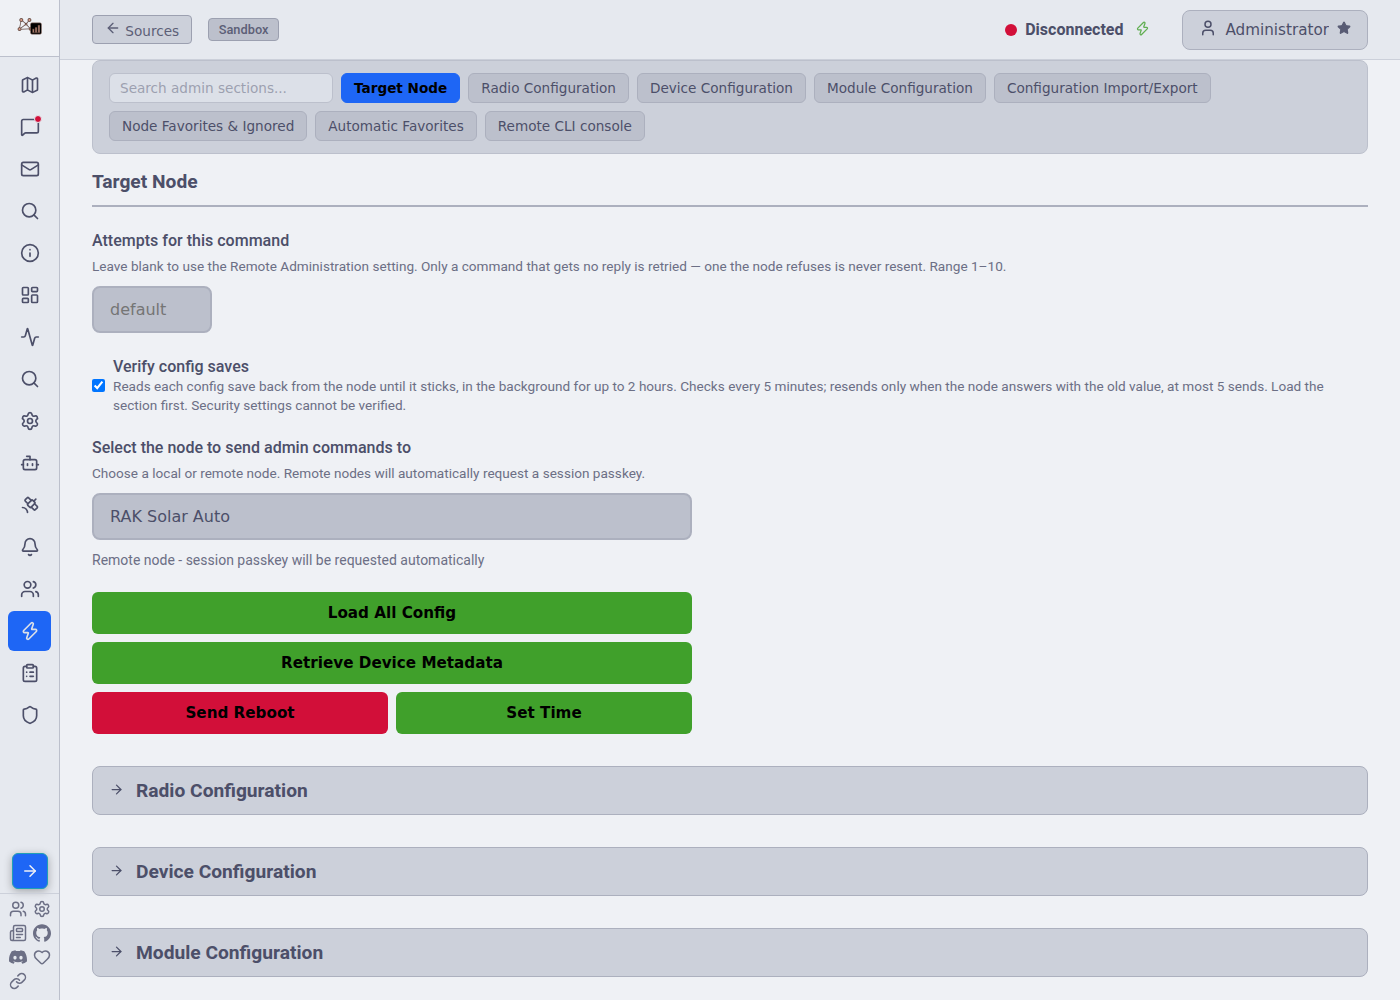 Sources
Sandbox
Disconnected
Administrator
Search admin sections...
Target Node
Radio Configuration
Device Configuration
Module Configuration
Configuration Import/Export
Node Favorites & Ignored
Automatic Favorites
Remote CLI console
Target Node
Attempts for this command
Leave blank to use the Remote Administration setting. Only a command that gets no reply is retried — one the node refuses is never resent. Range 1–10.
default
Verify config saves
Reads each config save back from the node until it sticks, in the background for up to 2 hours. Checks every 5 minutes; resends only when the node answers with the old value, at most 5 sends. Load the
section first. Security settings cannot be verified.
Select the node to send admin commands to
Choose a local or remote node. Remote nodes will automatically request a session passkey.
RAK Solar Auto
Remote node - session passkey will be requested automatically
Load All Config
Retrieve Device Metadata
Send Reboot
Set Time
Radio Configuration
Device Configuration
Module Configuration